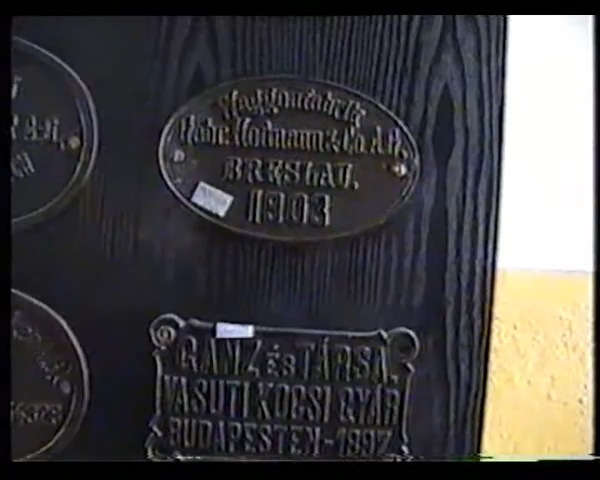 Waggonfabrik
Gebr. Hofmann & Co. A.G.
BRESLAU.
1903
GANZ ÉS TÁRSA.
VASUTI KOCSI GYÁR
BUDAPESTEN-1897